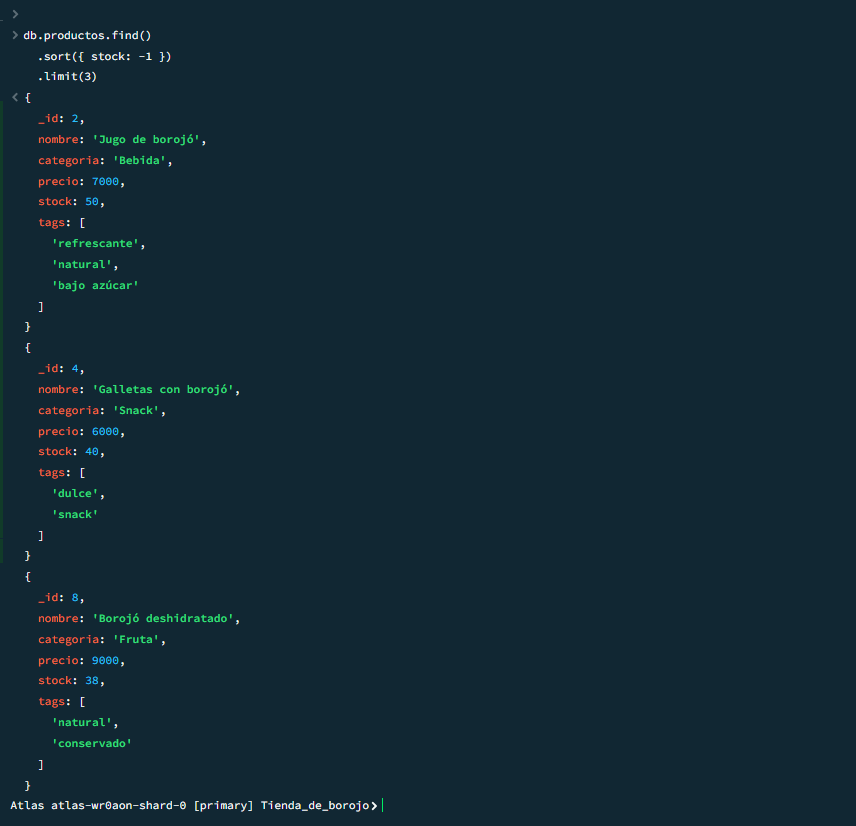 >
> db.productos.find()
.sort({ stock: -1 })
.limit(3)
< {
_id: 2,
nombre: 'Jugo de borojó',
categoria: 'Bebida',
precio: 7000,
stock: 50,
tags: [
'refrescante',
'natural',
'bajo azúcar'
]
}
{
_id: 4,
nombre: 'Galletas con borojó',
categoria: 'Snack',
precio: 6000,
stock: 40,
tags: [
'dulce',
'snack'
]
}
{
_id: 8,
nombre: 'Borojó deshidratado',
categoria: 'Fruta',
precio: 9000,
stock: 38,
tags: [
'natural',
'conservado'
]
}
Atlas atlas-wr0aon-shard-0 [primary] Tienda_de_borojo>